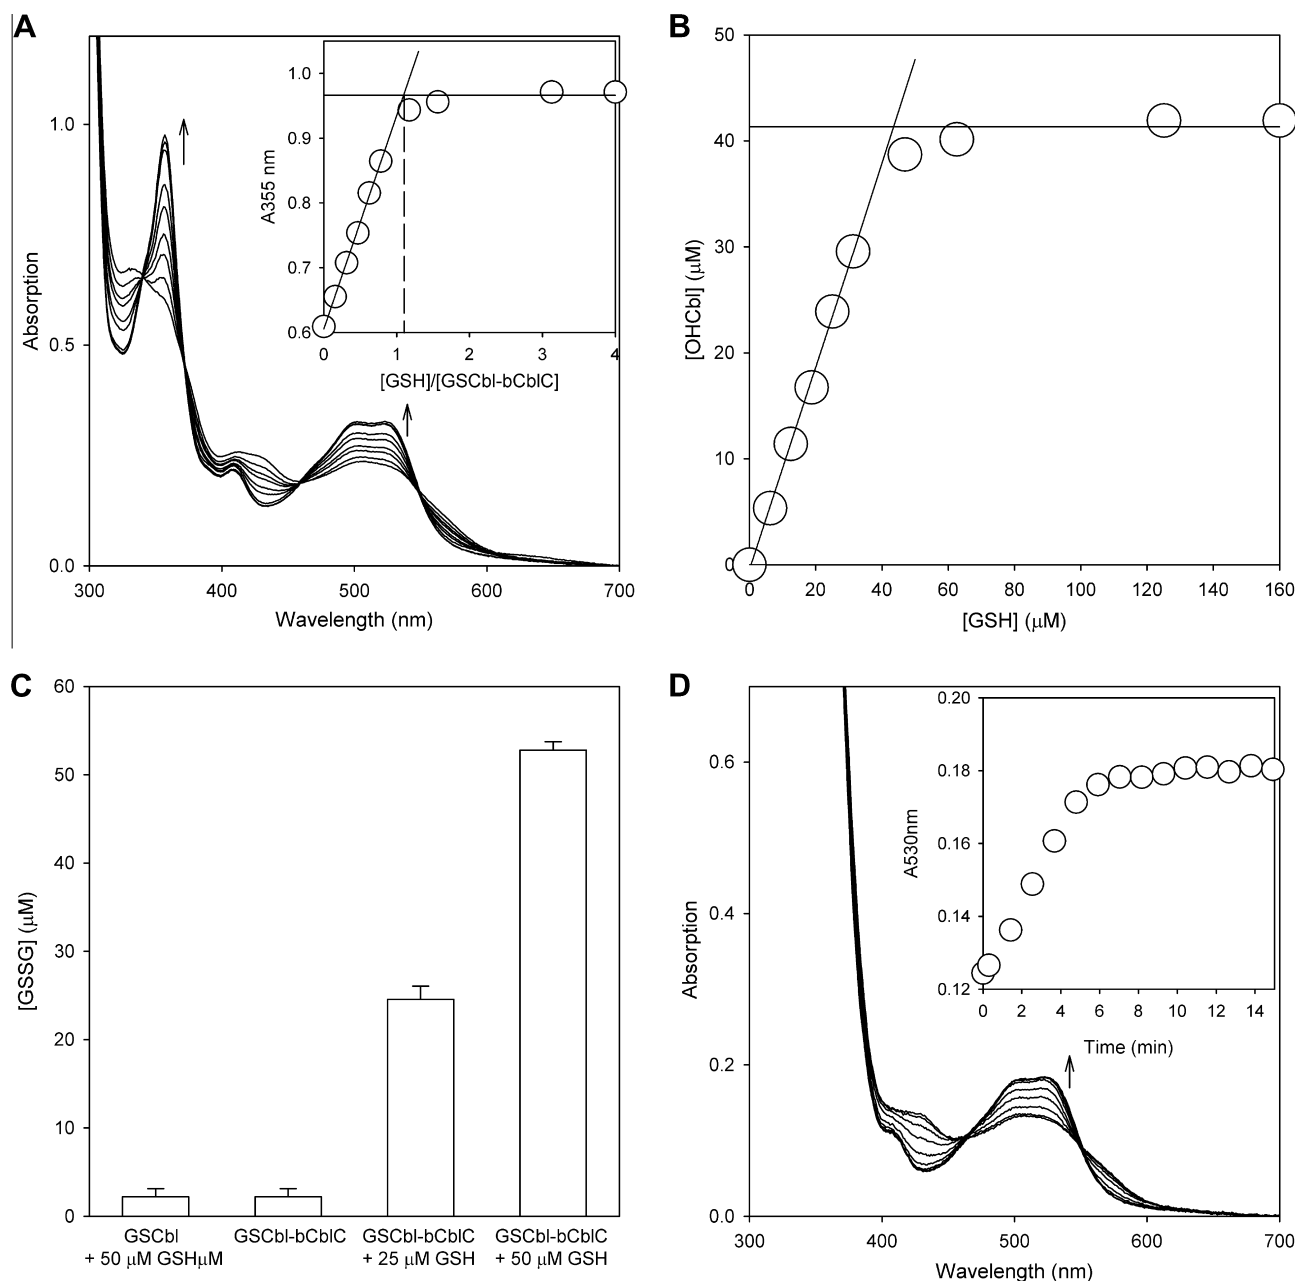 A
Absorption
1.0
0.5
0.0
300 400 500 600 700
Wavelength (nm)
A355 nm
1.0
0.9
0.8
0.7
0.6
0 1 2 3 4
[GSH]/[GSCbl-bCblC]
B
[OHCbl] (μM)
50
40
30
20
10
0
0 20 40 60 80 100 120 140 160
[GSH] (μM)
C
[GSSG] (μM)
60
50
40
30
20
10
0
GSCbl GSCbl-bCblC GSCbl-bCblC GSCbl-bCblC
+ 50 μM GSHμM + 25 μM GSH + 50 μM GSH
D
Absorption
0.6
0.4
0.2
0.0
300 400 500 600 700
Wavelength (nm)
A530nm
0.20
0.18
0.16
0.14
0.12
0 2 4 6 8 10 12 14
Time (min)